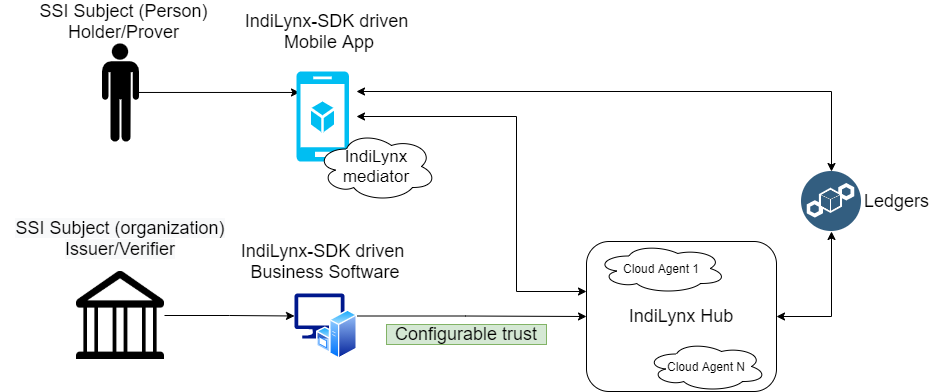 SSI Subject (Person)
Holder/Prover
IndiLynx-SDK driven
Mobile App
IndiLynx
mediator
Ledgers
SSI Subject (organization)
Issuer/Verifier
IndiLynx-SDK driven
Business Software
Configurable trust
Cloud Agent 1
IndiLynx Hub
Cloud Agent N